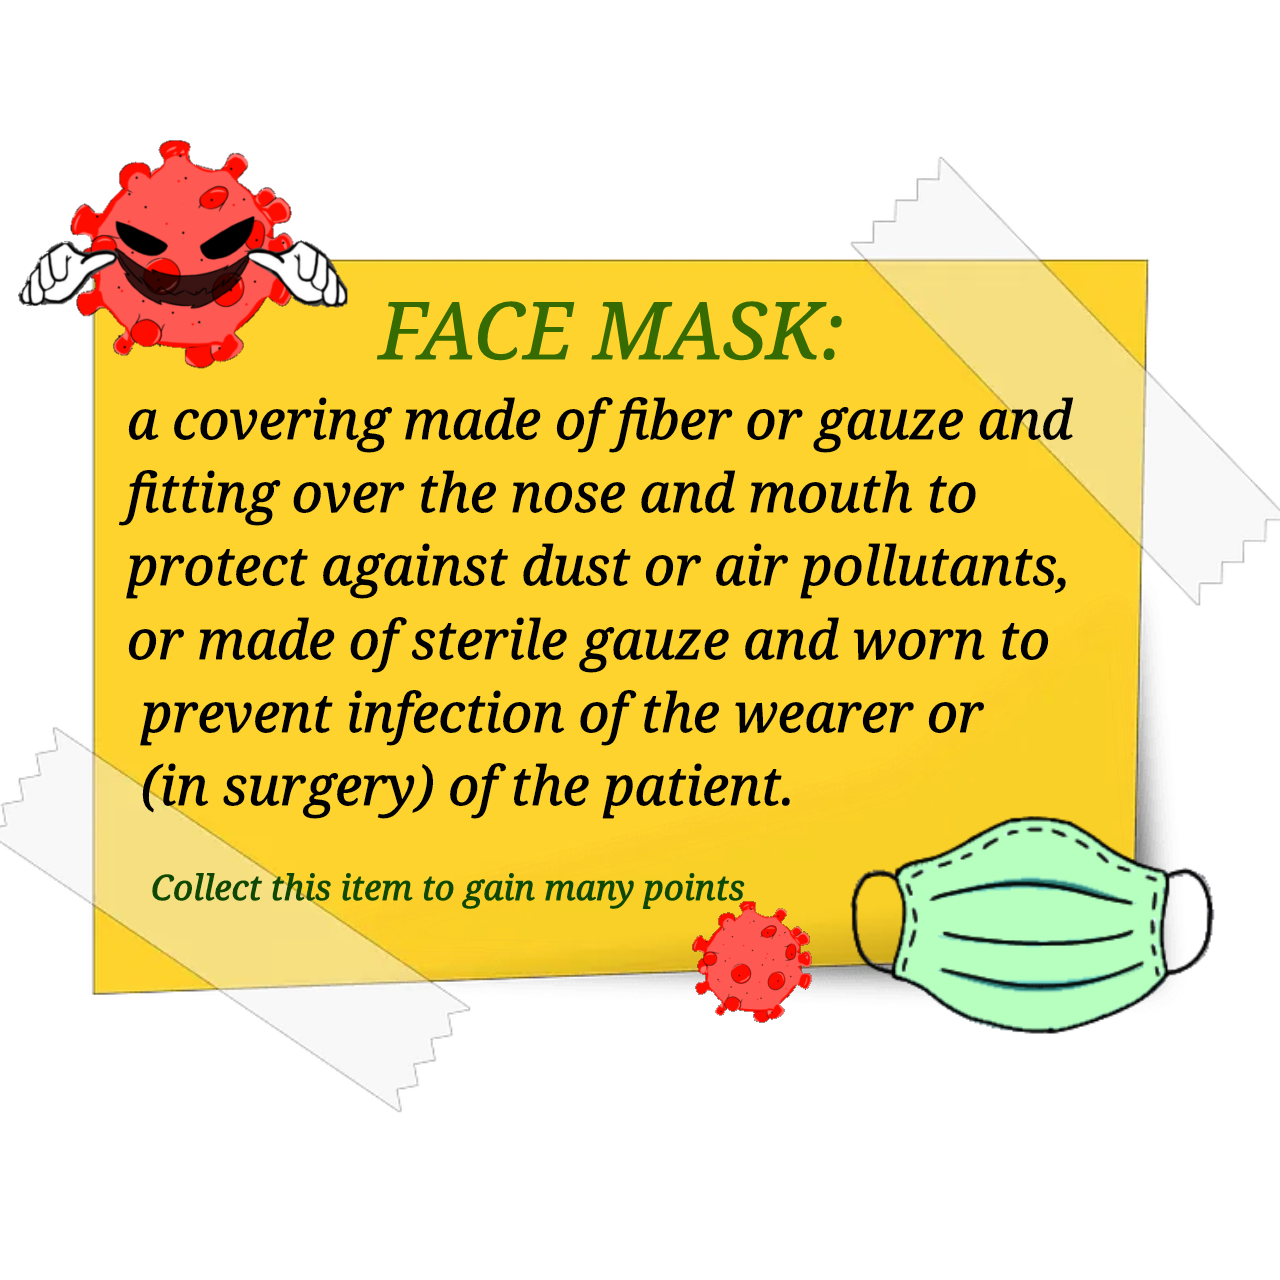 FACE MASK:
a covering made of fiber or gauze and
fitting over the nose and mouth to
protect against dust or air pollutants,
or made of sterile gauze and worn to
prevent infection of the wearer or
(in surgery) of the patient.
Collect this item to gain many points